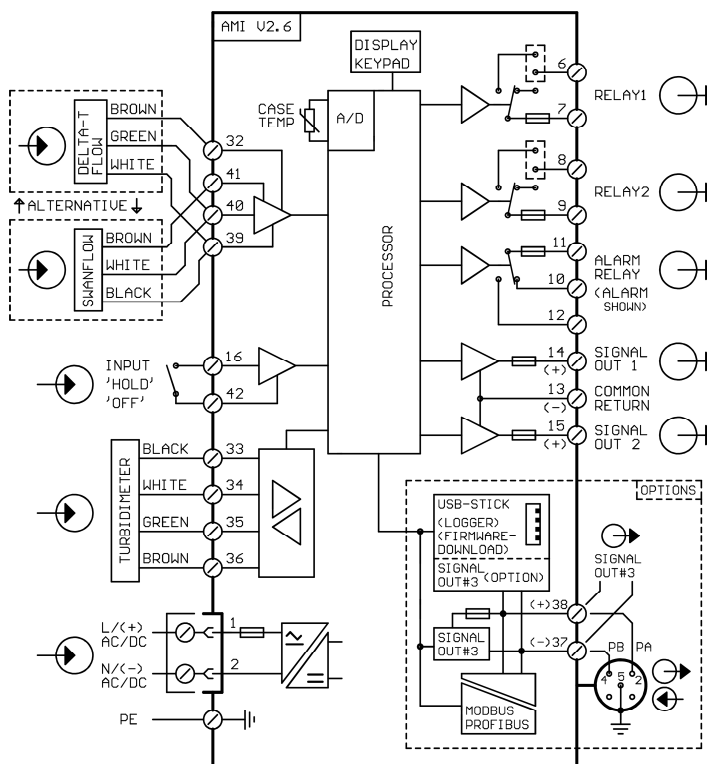 AMI V2.6
DISPLAY
KEYPAD
CASE
TEMP
A/D
PROCESSOR
DELTA-T
FLOW
BROWN
GREEN
WHITE
↑ALTERNATIVE↓
SWANFLOW
BROWN
WHITE
BLACK
32
41
40
39
INPUT
'HOLD'
'OFF'
16
42
TURBIDIMETER
BLACK
WHITE
GREEN
BROWN
33
34
35
36
L/(+)
AC/DC
N/(-)
AC/DC
1
2
PE
6
RELAY1
7
8
RELAY2
9
11
10
12
ALARM
RELAY
(ALARM
SHOWN)
14
(+)
SIGNAL
OUT 1
13
(-)
COMMON
RETURN
15
(+)
SIGNAL
OUT 2
OPTIONS
USB-STICK
(LOGGER)
(FIRMWARE-
DOWNLOAD)
SIGNAL
OUT#3 (OPTION)
SIGNAL
OUT#3
(+)38
(-)37
SIGNAL
OUT#3
PB PA
4 5 2
MODBUS
PROFIBUS